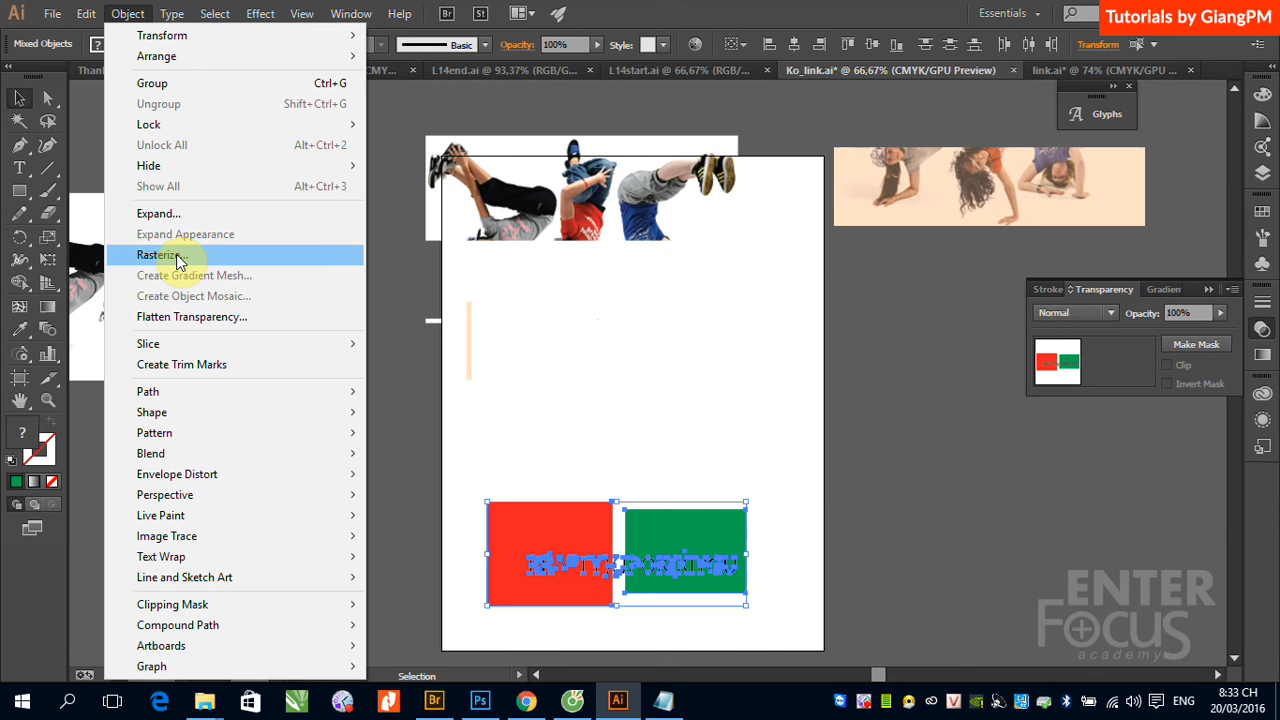 Ai File Edit Object Type Select Effect View Window Help Br St Essentials
Tutorials by GiangPM
Mixed Objects ? Basic Opacity: 100% Style: Transform
L14end.ai @ 93,37% (RGB/G... × L14start.ai @ 66,67% (RGB/... × Ko_link.ai* @ 66,67% (CMYK/GPU Preview) × link.ai* @ 74% (CMYK/GPU ... ×
Transform
Arrange
Group Ctrl+G
Ungroup Shift+Ctrl+G
Lock
Unlock All Alt+Ctrl+2
Hide
Show All Alt+Ctrl+3
Expand...
Expand Appearance
Rasterize...
Create Gradient Mesh...
Create Object Mosaic...
Flatten Transparency...
Slice
Create Trim Marks
Path
Shape
Pattern
Blend
Envelope Distort
Perspective
Live Paint
Image Trace
Text Wrap
Line and Sketch Art
Clipping Mask
Compound Path
Artboards
Graph
Glyphs
Stroke Transparency Gradien
Normal Opacity: 100%
Make Mask
Clip
Invert Mask
ENTER
FOCUS
academy
Selection
Br Ps Ai ENG
8:33 CH
20/03/2016